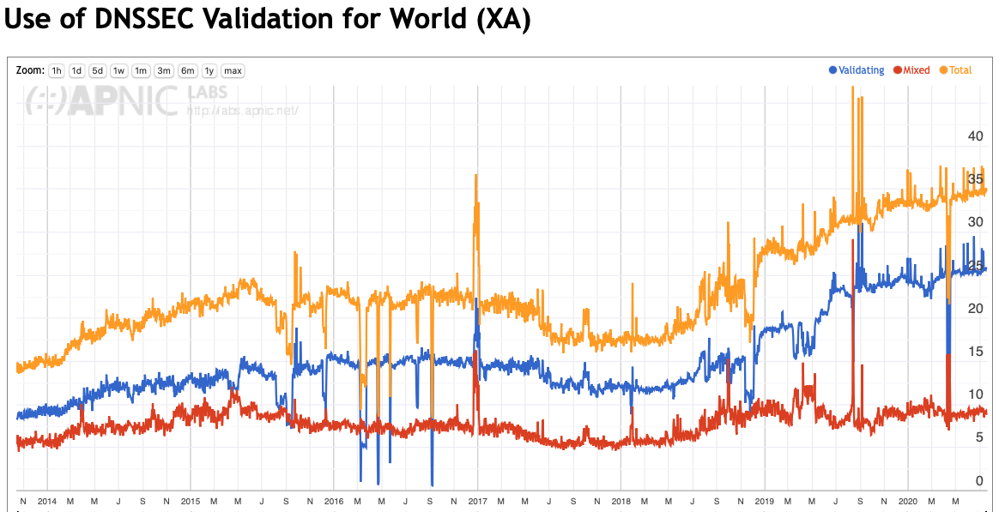 Use of DNSSEC Validation for World (XA)
Zoom: 1h 1d 5d 1w 1m 3m 6m 1y max
Validating Mixed Total
(::) APNIC LABS
http://labs.apnic.net/
40
35
30
25
20
15
10
5
0
N 2014 M M J S N 2015 M M J S N 2016 M M J S N 2017 M M J S N 2018 M M J S N 2019 M M J S N 2020 M M